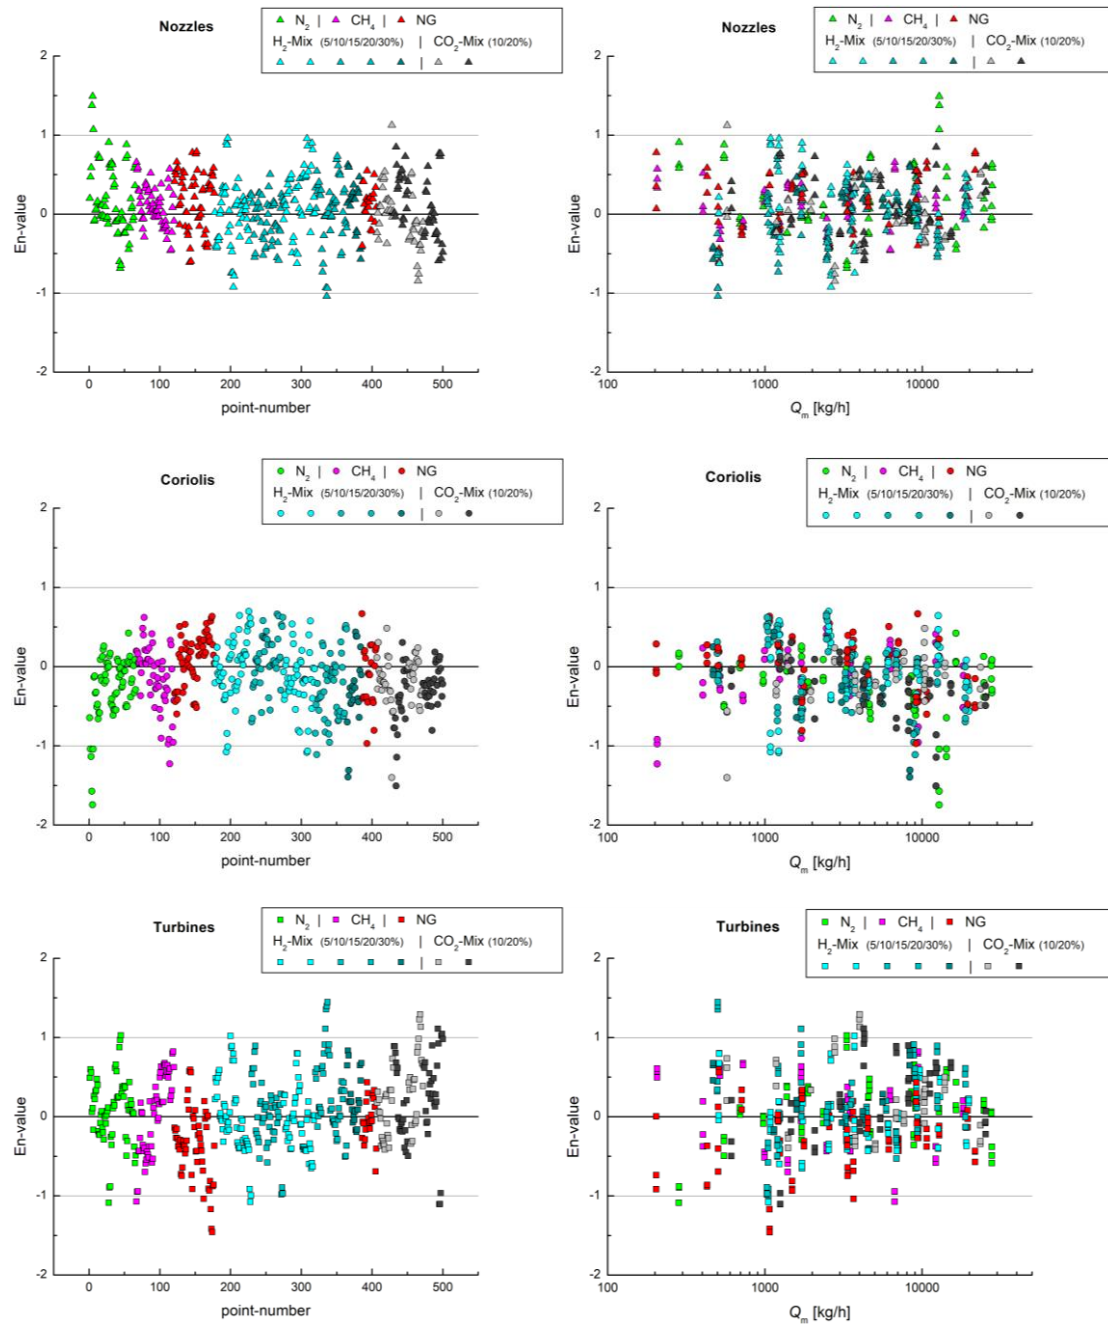 Nozzles
N₂ | CH₄ | NG
H₂-Mix (5/10/15/20/30%) | CO₂-Mix (10/20%)
|
2
1
0
-1
-2
En-value
0 100 200 300 400 500
point-number
Nozzles
N₂ | CH₄ | NG
H₂-Mix (5/10/15/20/30%) | CO₂-Mix (10/20%)
|
2
1
0
-1
-2
En-value
100 1000 10000
Qₘ [kg/h]
Coriolis
N₂ | CH₄ | NG
H₂-Mix (5/10/15/20/30%) | CO₂-Mix (10/20%)
|
2
1
0
-1
-2
En-value
0 100 200 300 400 500
point-number
Coriolis
N₂ | CH₄ | NG
H₂-Mix (5/10/15/20/30%) | CO₂-Mix (10/20%)
|
2
1
0
-1
-2
En-value
100 1000 10000
Qₘ [kg/h]
Turbines
N₂ | CH₄ | NG
H₂-Mix (5/10/15/20/30%) | CO₂-Mix (10/20%)
|
2
1
0
-1
-2
En-value
0 100 200 300 400 500
point-number
Turbines
N₂ | CH₄ | NG
H₂-Mix (5/10/15/20/30%) | CO₂-Mix (10/20%)
|
2
1
0
-1
-2
En-value
100 1000 10000
Qₘ [kg/h]